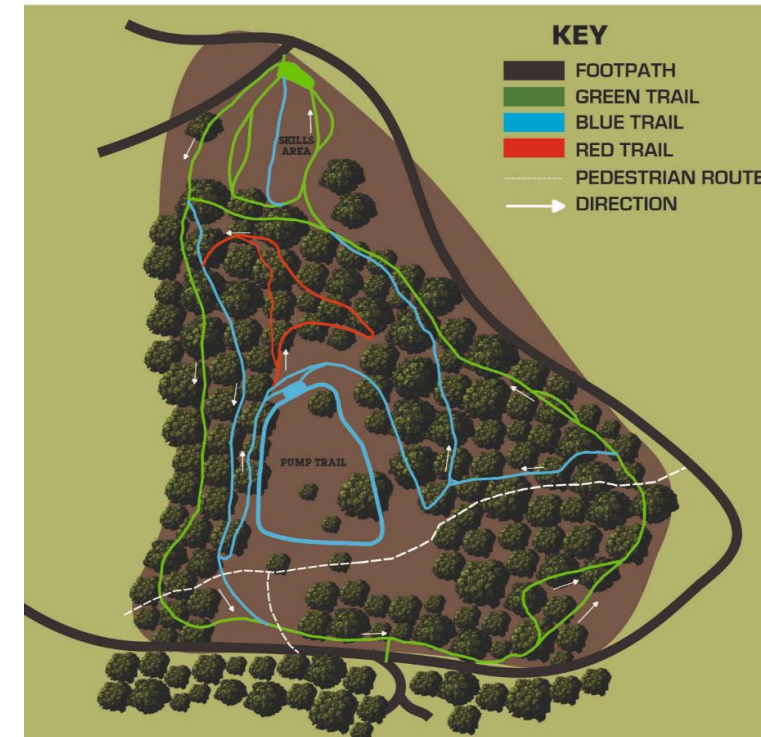 KEY
FOOTPATH
GREEN TRAIL
BLUE TRAIL
RED TRAIL
PEDESTRIAN ROUTE
DIRECTION
SKILLS
AREA
PUMP TRAIL